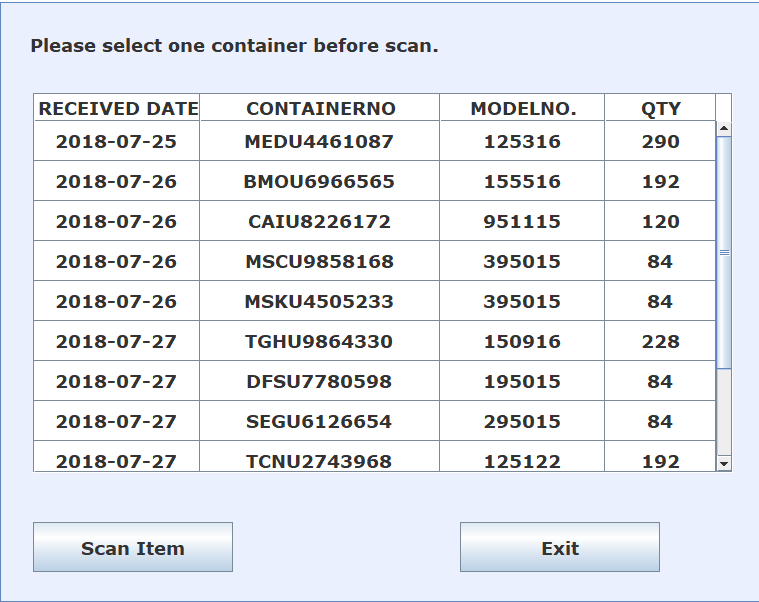 Please select one container before scan.
RECEIVED DATE CONTAINERNO MODELNO. QTY
2018-07-25 MEDU4461087 125316 290
2018-07-26 BMOU6966565 155516 192
2018-07-26 CAIU8226172 951115 120
2018-07-26 MSCU9858168 395015 84
2018-07-26 MSKU4505233 395015 84
2018-07-27 TGHU9864330 150916 228
2018-07-27 DFSU7780598 195015 84
2018-07-27 SEGU6126654 295015 84
2018-07-27 TCNU2743968 125122 192
Scan Item Exit